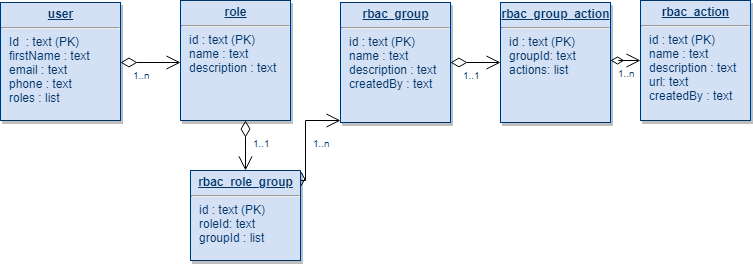 user
Id : text (PK)
firstName : text
email : text
phone : text
roles : list
1..n
role
id : text (PK)
name : text
description : text
1..1
rbac_role_group
id : text (PK)
roleId: text
groupId : list
1..n
rbac_group
id : text (PK)
name : text
description : text
createdBy : text
1..1
rbac_group_action
id : text (PK)
groupId: text
actions: list
1..n
rbac_action
id : text (PK)
name : text
description : text
url: text
createdBy : text